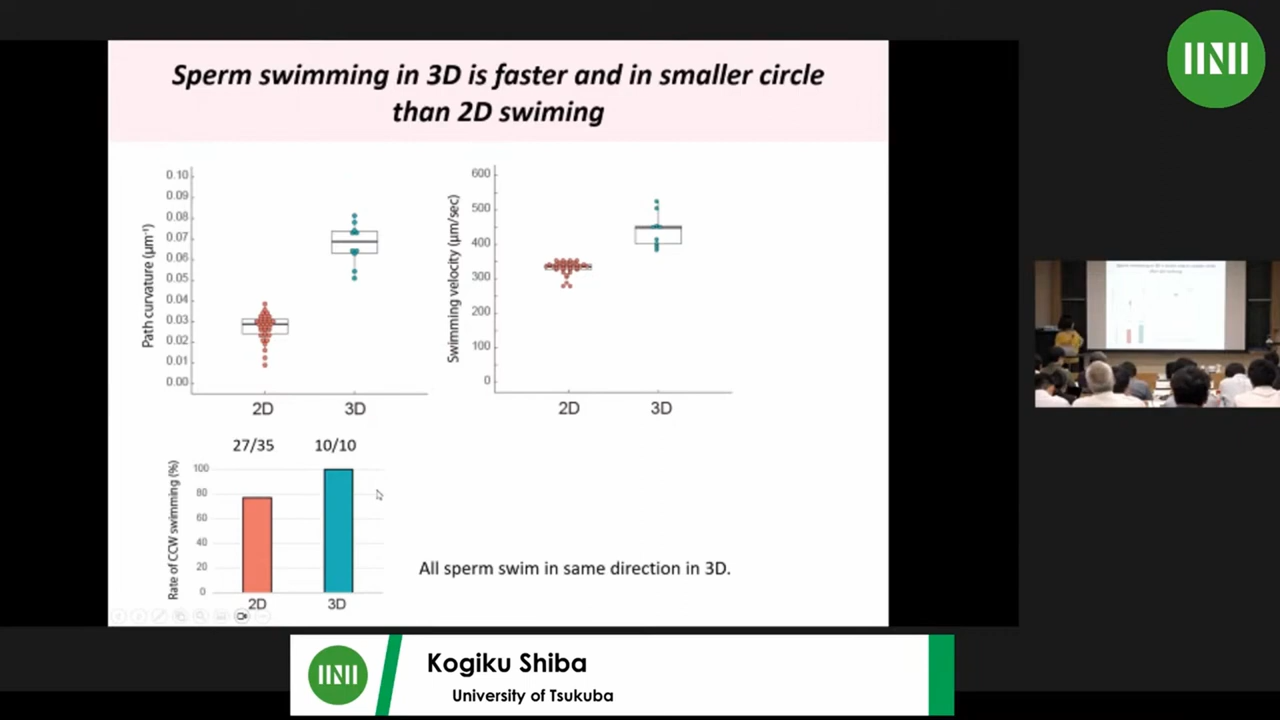 Sperm swimming in 3D is faster and in smaller circle
than 2D swiming
Path curvature (μm⁻¹)
0.10
0.09
0.08
0.07
0.06
0.05
0.04
0.03
0.02
0.01
0.00
2D
3D
Swimming velocity (μm/sec)
600
500
400
300
200
100
0
2D
3D
27/35
10/10
Rate of CCW swimming (%)
100
80
60
40
20
0
2D
3D
All sperm swim in same direction in 3D.
Kogiku Shiba
University of Tsukuba